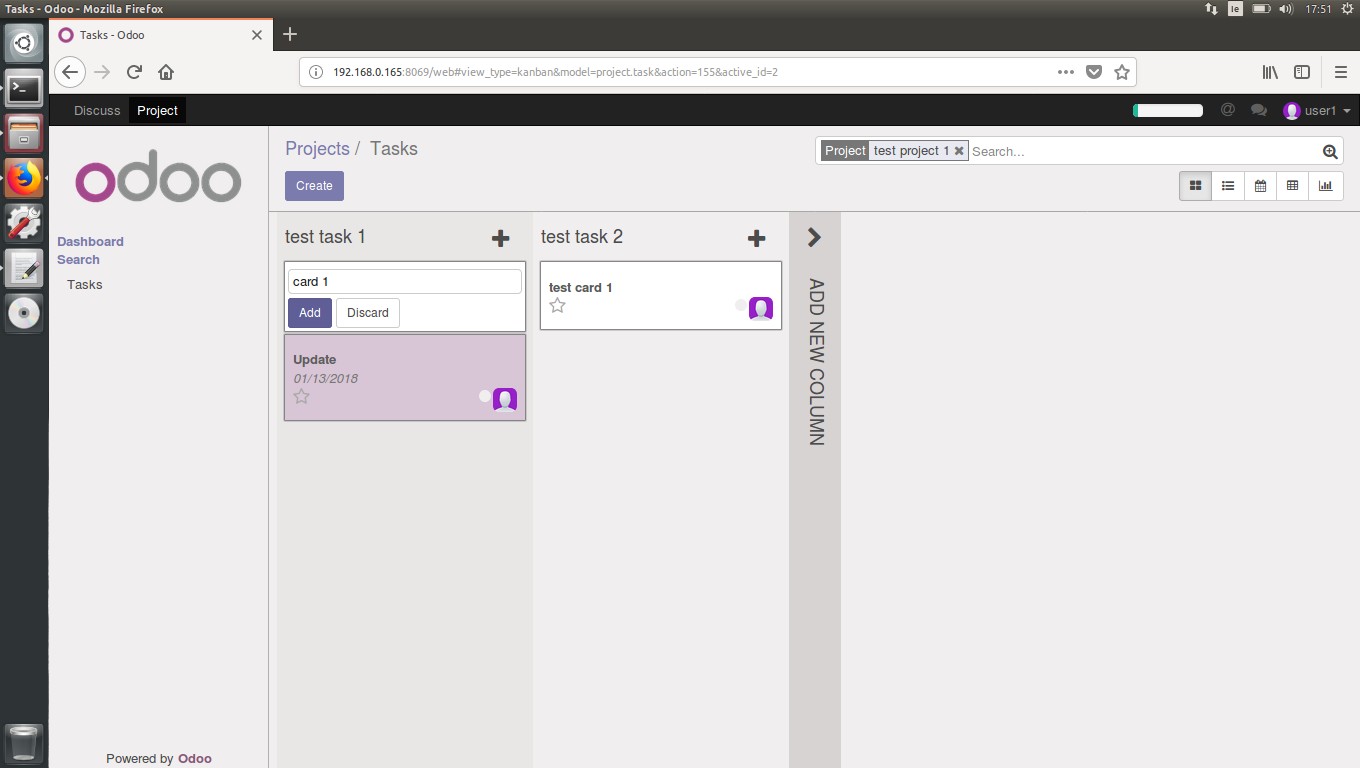 Tasks - Odoo - Mozilla Firefox
Ie
17:51
Tasks - Odoo
192.168.0.165:8069/web#view_type=kanban&model=project.task&action=155&active_id=2
Discuss
Project
@
user1
odoo
Dashboard
Search
Tasks
Powered by Odoo
Projects / Tasks
Project test project 1 Search...
Create
test task 1
card 1
Add Discard
Update
01/13/2018
test task 2
test card 1
ADD NEW COLUMN